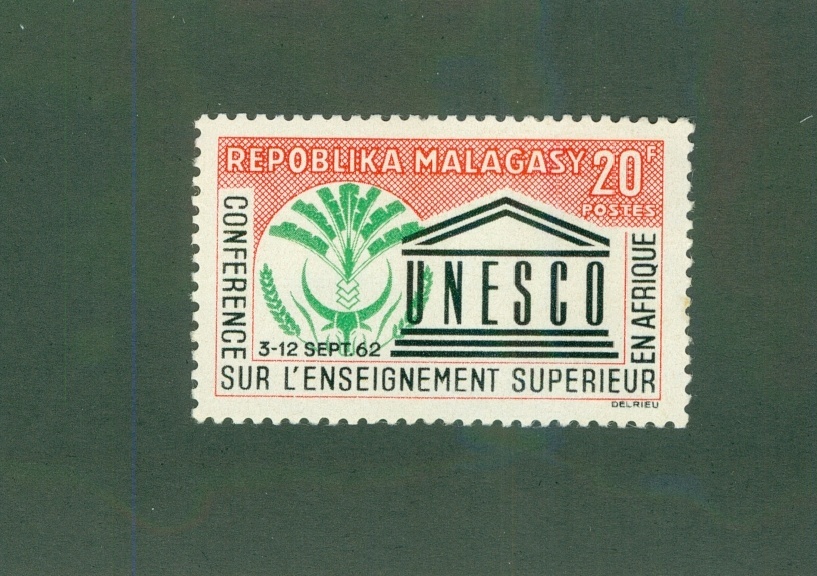 REPOBLIKA MALAGASY 20F
POSTES
CONFERENCE
UNESCO
3-12 SEPT 62
SUR L'ENSEIGNEMENT SUPERIEUR
EN AFRIQUE
DELRIEU